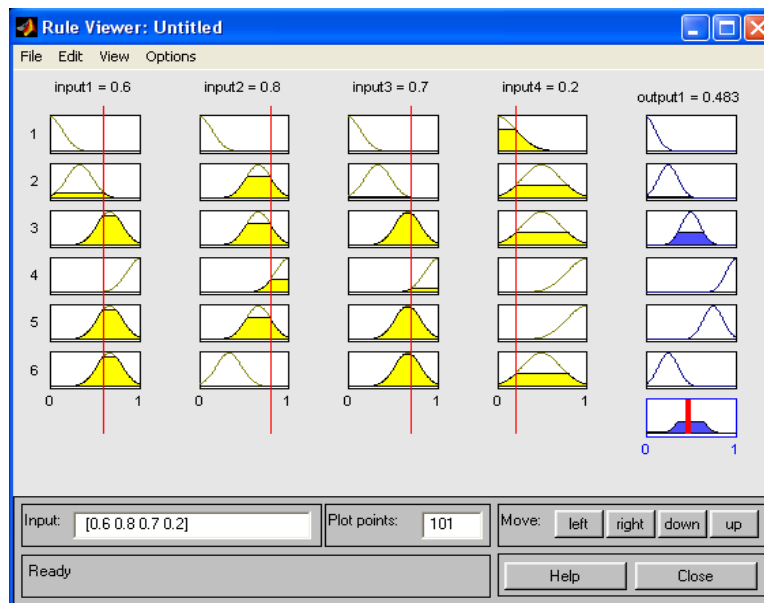 Rule Viewer: Untitled
File Edit View Options
input1 = 0.6 input2 = 0.8 input3 = 0.7 input4 = 0.2 output1 = 0.483
1
2
3
4
5
6
0 1 0 1 0 1 0 1
0 1
Input: [0.6 0.8 0.7 0.2] Plot points: 101 Move: left right down up
Ready Help Close